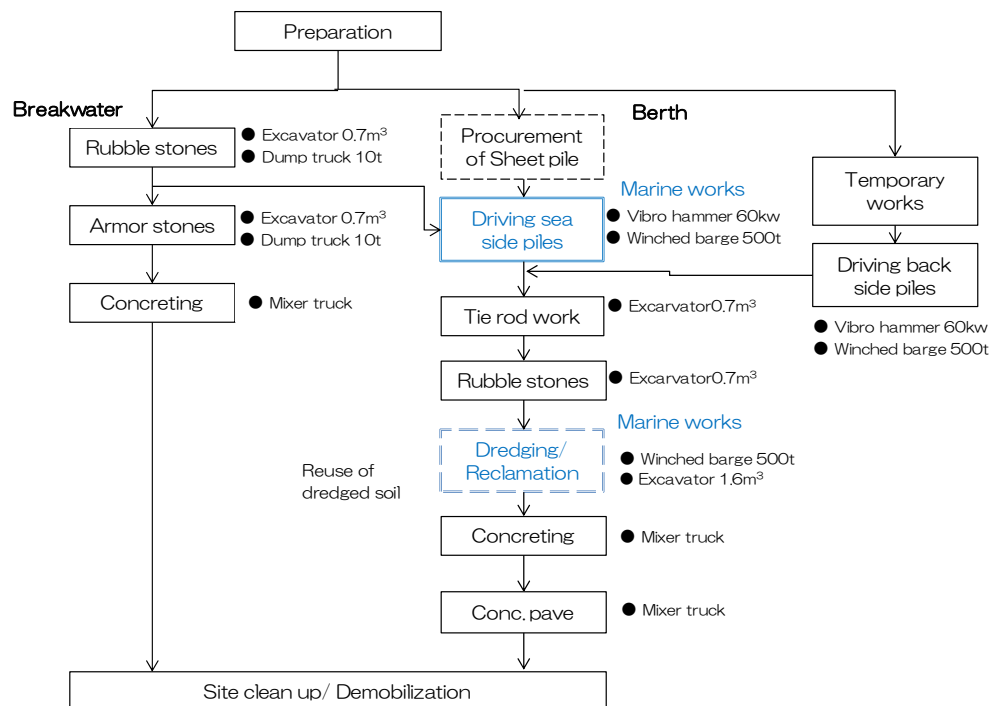 Preparation
Breakwater
Berth
Rubble stones
● Excavator 0.7m³
● Dump truck 10t
Procurement
of Sheet pile
Temporary
works
Armor stones
● Excavator 0.7m³
● Dump truck 10t
Marine works
Driving sea
side piles
● Vibro hammer 60kw
● Winched barge 500t
Driving back
side piles
● Vibro hammer 60kw
● Winched barge 500t
Concreting
● Mixer truck
Tie rod work
● Excarvator0.7m³
Rubble stones
● Excarvator0.7m³
Marine works
Dredging/
Reclamation
● Winched barge 500t
● Excavator 1.6m³
Reuse of
dredged soil
Concreting
● Mixer truck
Conc. pave
● Mixer truck
Site clean up/ Demobilization